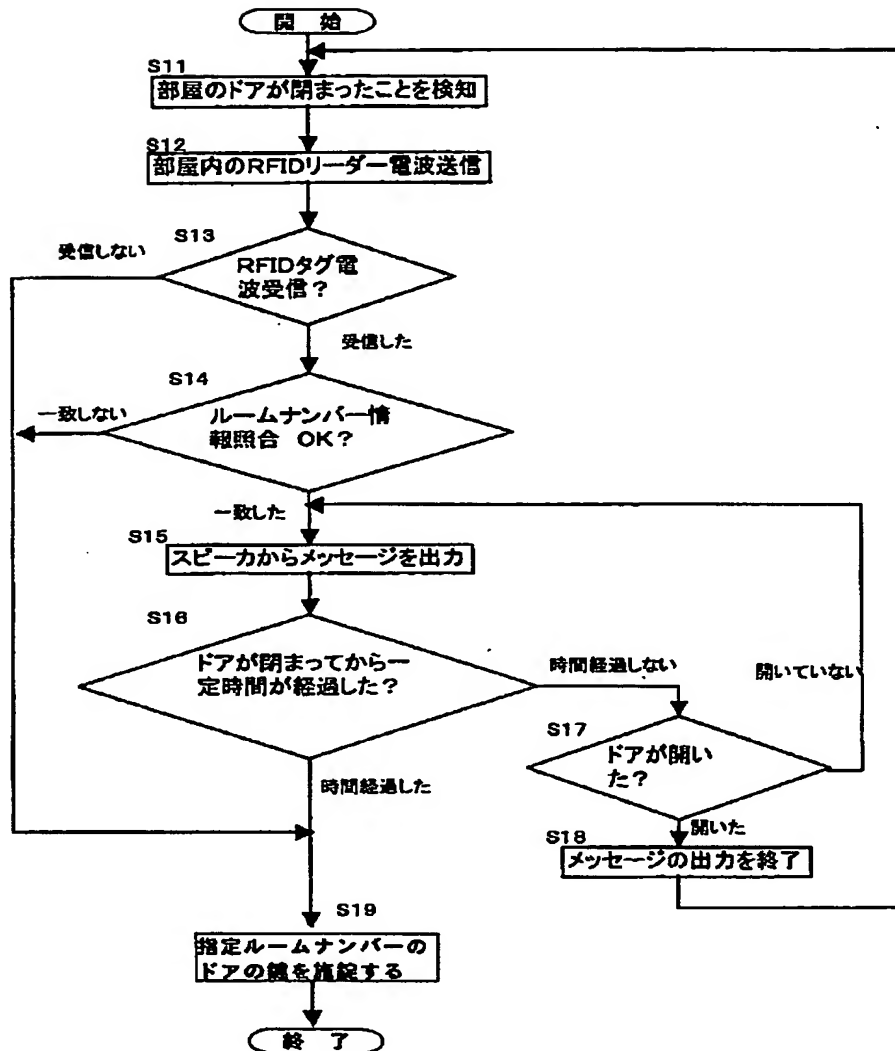 開 始
S11
部屋のドアが閉まったことを検知
S12
部屋内のRFIDリーダー電波送信
S13
受信しない
RFIDタグ電
波受信?
受信した
S14
一致しない
ルームナンバー情
報照合 OK?
一致した
S15
スピーカからメッセージを出力
S16
ドアが閉まってから一
定時間が経過した?
時間経過しない
開いていない
S17
ドアが開い
た?
時間経過した
開いた
S18
メッセージの出力を終了
S19
指定ルームナンバーの
ドアの鍵を施錠する
終 了